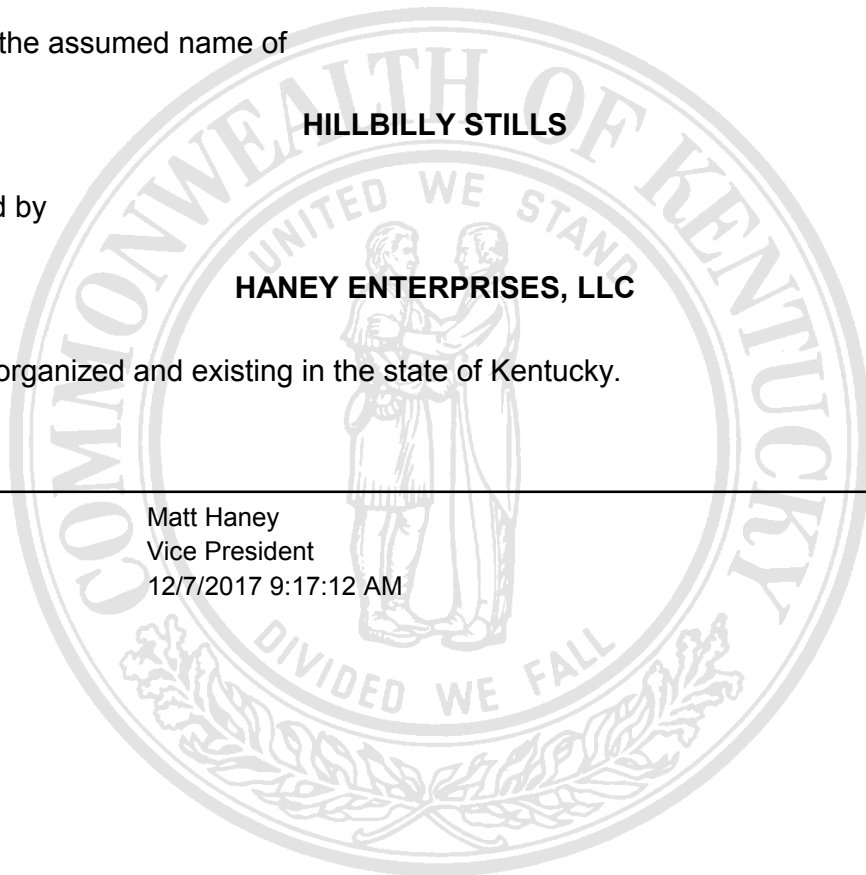 the assumed name of
HILLBILLY STILLS
d by
HANEY ENTERPRISES, LLC
organized and existing in the state of Kentucky.
Matt Haney
Vice President
12/7/2017 9:17:12 AM
COMMONWEALTH OF KENTUCKY
UNITED WE STAND
DIVIDED WE FALL